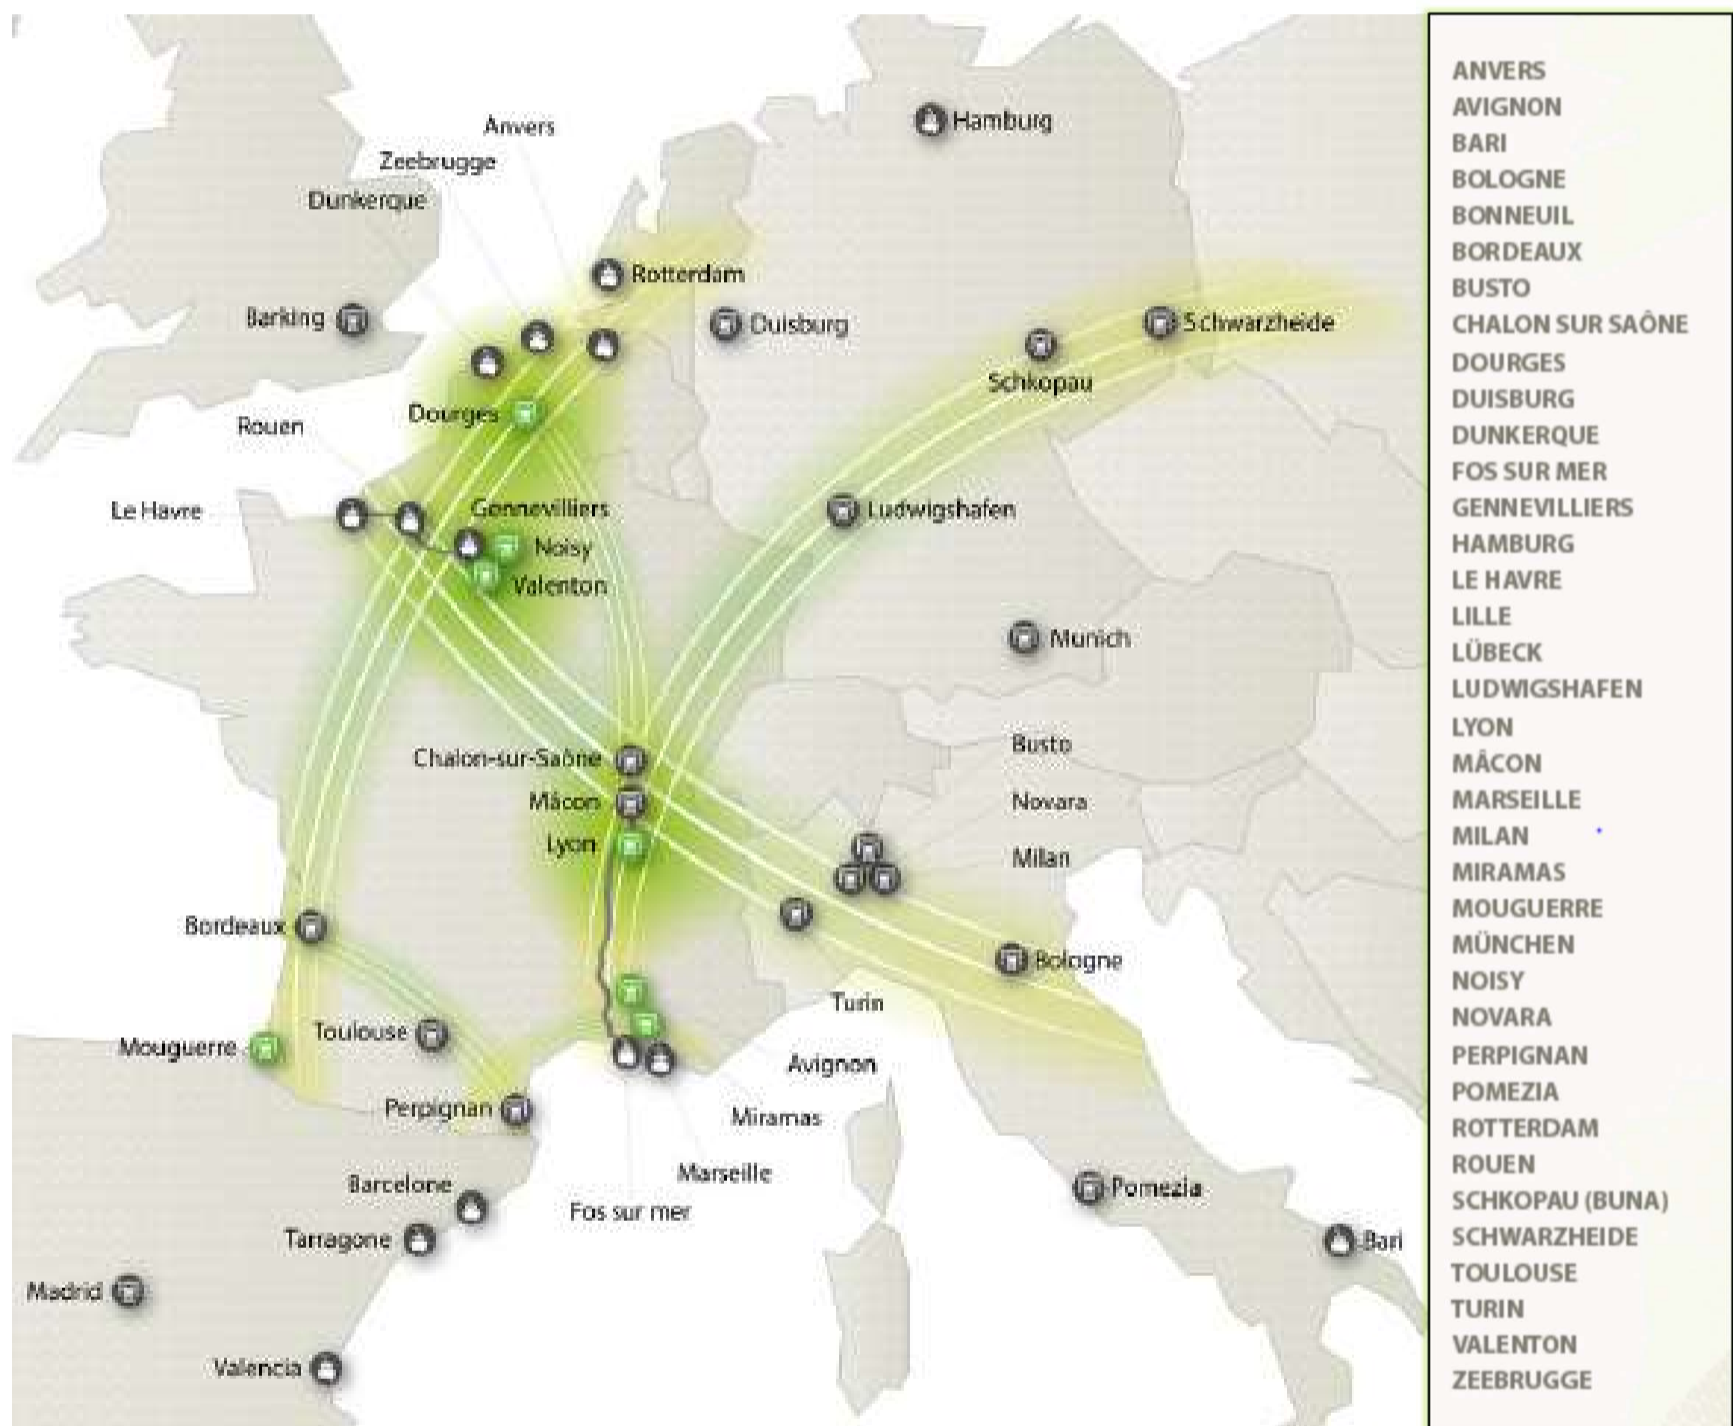 Anvers
Hamburg
Zeebrugge
Dunkerque
Rotterdam
Barking
Duisburg
Schwarzheide
Schkopau
Dourges
Rouen
Le Havre
Gennevilliers
Ludwigshafen
Noisy
Valenton
Munich
Busto
Chalon-sur-Saône
Novara
Mâcon
Lyon
Milan
Bordeaux
Bologne
Turin
Toulouse
Mouguerre
Avignon
Perpignan
Miramas
Marseille
Barcelone
Pomezia
Fos sur mer
Tarragone
Bari
Madrid
Valencia
ANVERS
AVIGNON
BARI
BOLOGNE
BONNEUIL
BORDEAUX
BUSTO
CHALON SUR SAÔNE
DOURGES
DUISBURG
DUNKERQUE
FOS SUR MER
GENNEVILLIERS
HAMBURG
LE HAVRE
LILLE
LÜBECK
LUDWIGSHAFEN
LYON
MÂCON
MARSEILLE
MILAN
MIRAMAS
MOUGUERRE
MÜNCHEN
NOISY
NOVARA
PERPIGNAN
POMEZIA
ROTTERDAM
ROUEN
SCHKOPAU (BUNA)
SCHWARZHEIDE
TOULOUSE
TURIN
VALENTON
ZEEBRUGGE